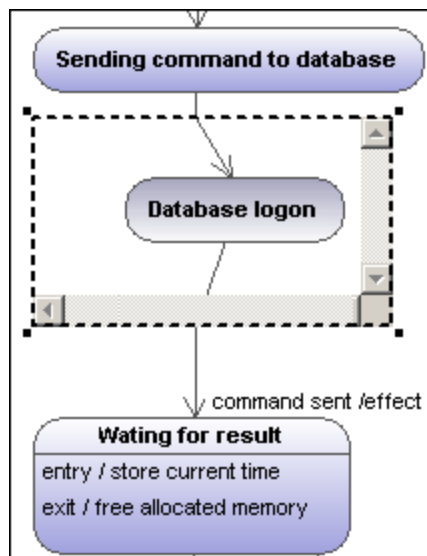 Sending command to database
Database logon
command sent /effect
Wating for result
entry / store current time
exit / free allocated memory